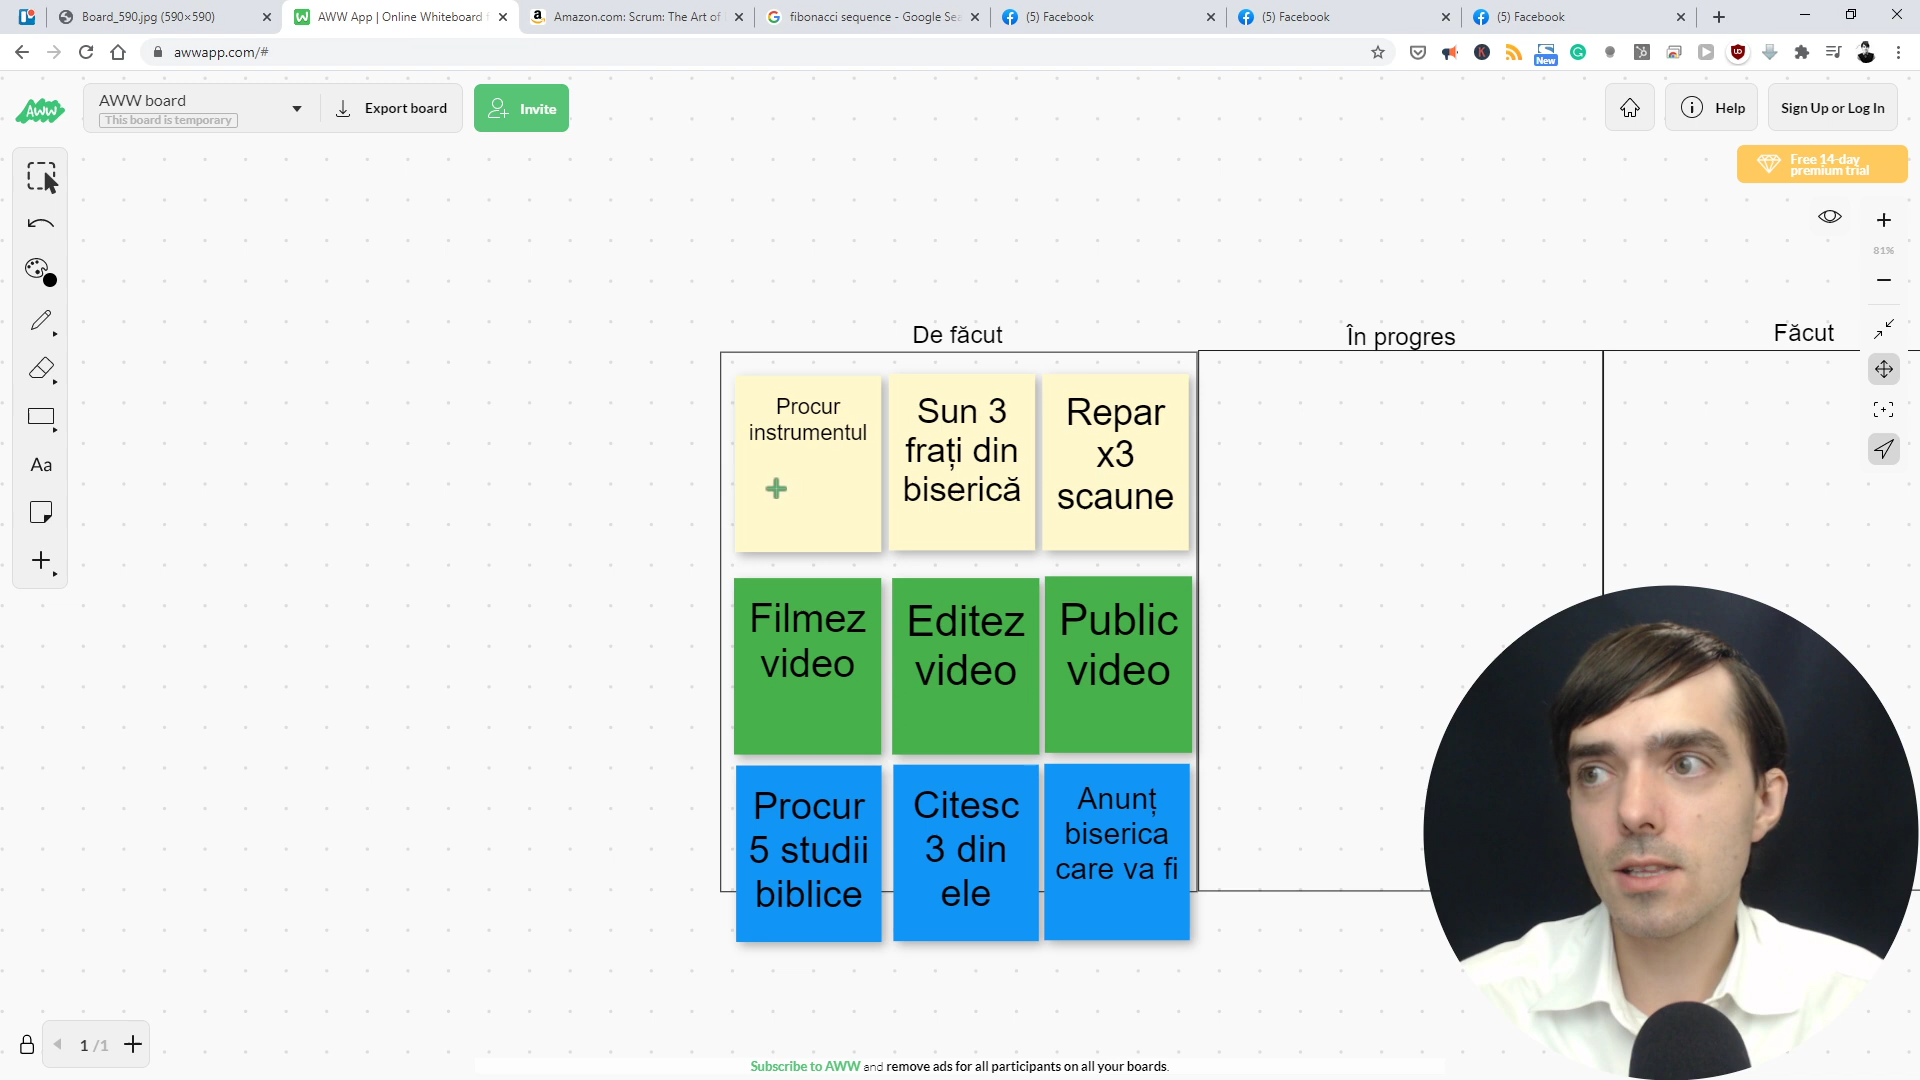 Board_590.jpg (590×590)
AWW App | Online Whiteboard f
Amazon.com: Scrum: The Art of
fibonacci sequence - Google Sea
(5) Facebook
(5) Facebook
(5) Facebook
awwapp.com/#
New
AWW
AWW board
This board is temporary
Export board
Invite
Help
Sign Up or Log In
Free 14-day
premium trial
81%
Aa
De făcut
În progres
Făcut
Procur
instrumentul
Sun 3
frați din
biserică
Repar
x3
scaune
Filmez
video
Editez
video
Public
video
Procur
5 studii
biblice
Citesc
3 din
ele
Anunț
biserica
care va fi
1 /1
Subscribe to AWW and remove ads for all participants on all your boards.